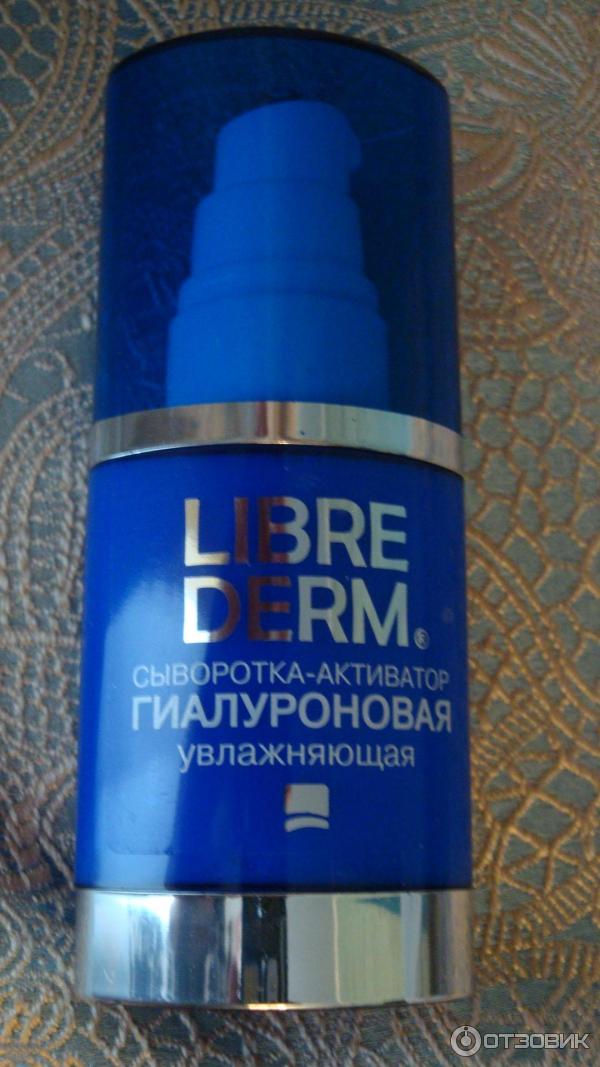 LIBRE
DERM®
СЫВОРОТКА-АКТИВАТОР
ГИАЛУРОНОВАЯ
увлажняющая
ОТЗОВИК